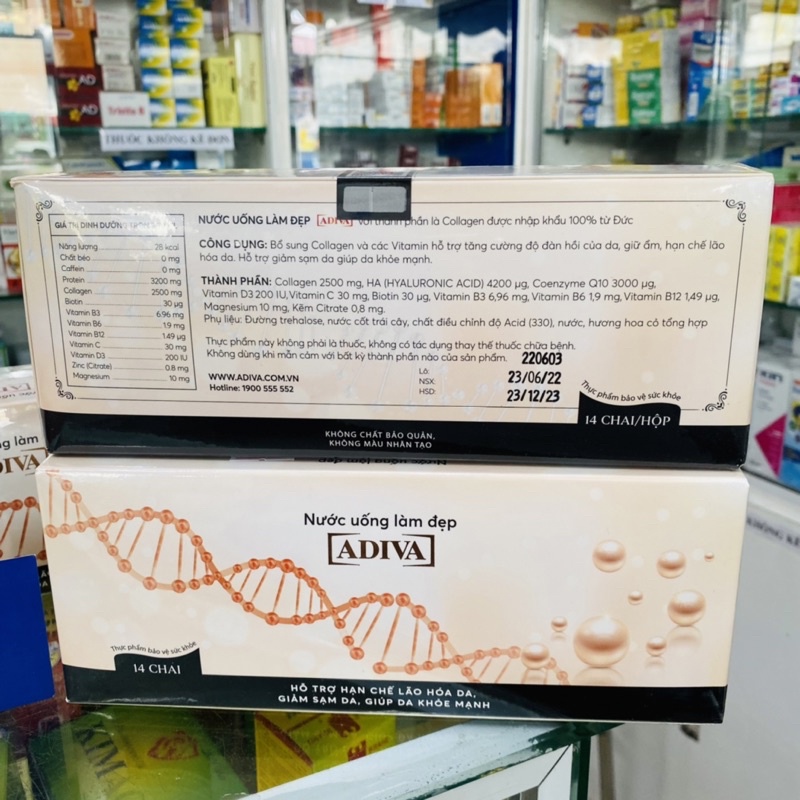 THUỐC KHÔNG KÊ ĐƠN
GIÁ TRỊ DINH DƯỠNG
Năng lượng 28 kcal
Chất béo 0 mg
Caffein 0 mg
Protein 3200 mg
Collagen 2500 mg
Biotin 30 µg
Vitamin B3 6,96 mg
Vitamin B6 1,9 mg
Vitamin B12 1,49 µg
Vitamin C 30 mg
Vitamin D3 200 IU
Zinc (Citrate) 0,8 mg
Magnesium 10 mg
NƯỚC UỐNG LÀM ĐẸP ADIVA với thành phần là Collagen được nhập khẩu 100% từ Đức
CÔNG DỤNG: Bổ sung Collagen và các Vitamin hỗ trợ tăng cường độ đàn hồi của da, giữ ẩm, hạn chế lão
hóa da. Hỗ trợ giảm sạm da giúp da khỏe mạnh.
THÀNH PHẦN: Collagen 2500 mg, HA (HYALURONIC ACID) 4200 µg, Coenzyme Q10 3000 µg,
Vitamin D3 200 IU, Vitamin C 30 mg, Biotin 30 µg, Vitamin B3 6,96 mg, Vitamin B6 1,9 mg, Vitamin B12 1,49 µg,
Magnesium 10 mg, Kẽm Citrate 0,8 mg.
Phụ liệu: Đường trehalose, nước cốt trái cây, chất điều chỉnh độ Acid (330), nước, hương hoa cỏ tổng hợp
Thực phẩm này không phải là thuốc, không có tác dụng thay thế thuốc chữa bệnh.
Không dùng khi mẫn cảm với bất kỳ thành phần nào của sản phẩm.
WWW.ADIVA.COM.VN
Hotline: 1900 555 552
Lô: 220603
NSX: 23/06/22
HSD: 23/12/23
Thực phẩm bảo vệ sức khỏe
14 CHAI/HỘP
KHÔNG CHẤT BẢO QUẢN,
KHÔNG MÀU NHÂN TẠO
Nước uống làm đẹp
ADIVA
Thực phẩm bảo vệ sức khỏe
14 CHAI
HỖ TRỢ HẠN CHẾ LÃO HÓA DA,
GIẢM SẠM DA, GIÚP DA KHỎE MẠNH